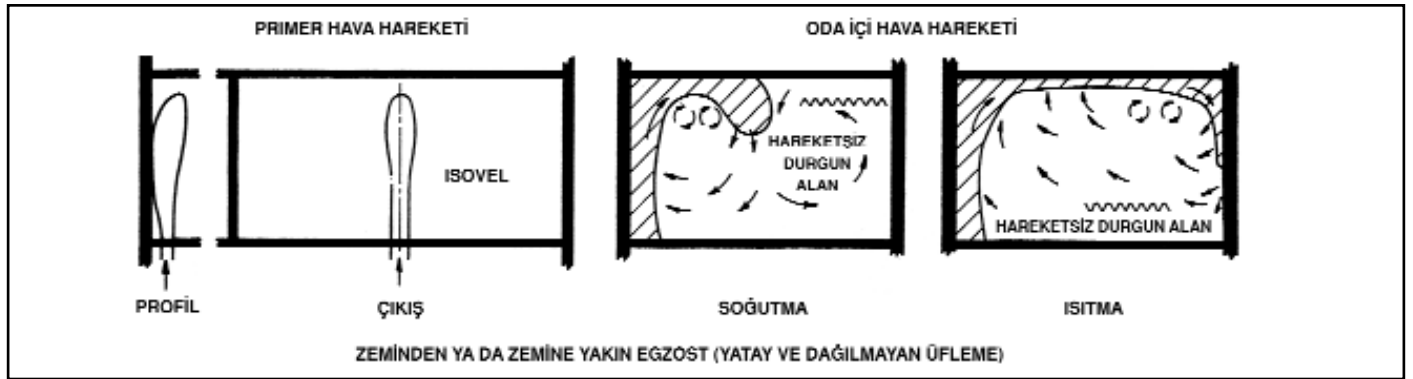 PRIMER HAVA HAREKETİ
ODA İÇİ HAVA HAREKETİ
ISOVEL
HAREKETSİZ
DURGUN
ALAN
HAREKETSİZ DURGUN ALAN
PROFİL
ÇIKIŞ
SOĞUTMA
ISITMA
ZEMİNDEN YA DA ZEMİNE YAKIN EGZOST (YATAY VE DAĞILMAYAN ÜFLEME)